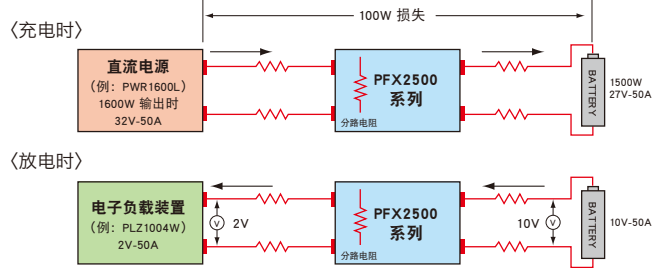 100W 损失
〈充电时〉
直流电源
（例：PWR1600L）
1600W 输出时
32V-50A
PFX2500
系列
分路电阻
BATTERY
1500W
27V-50A
〈放电时〉
电子负载装置
（例：PLZ1004W）
2V-50A
V
2V
PFX2500
系列
分路电阻
10V
V
BATTERY
10V-50A